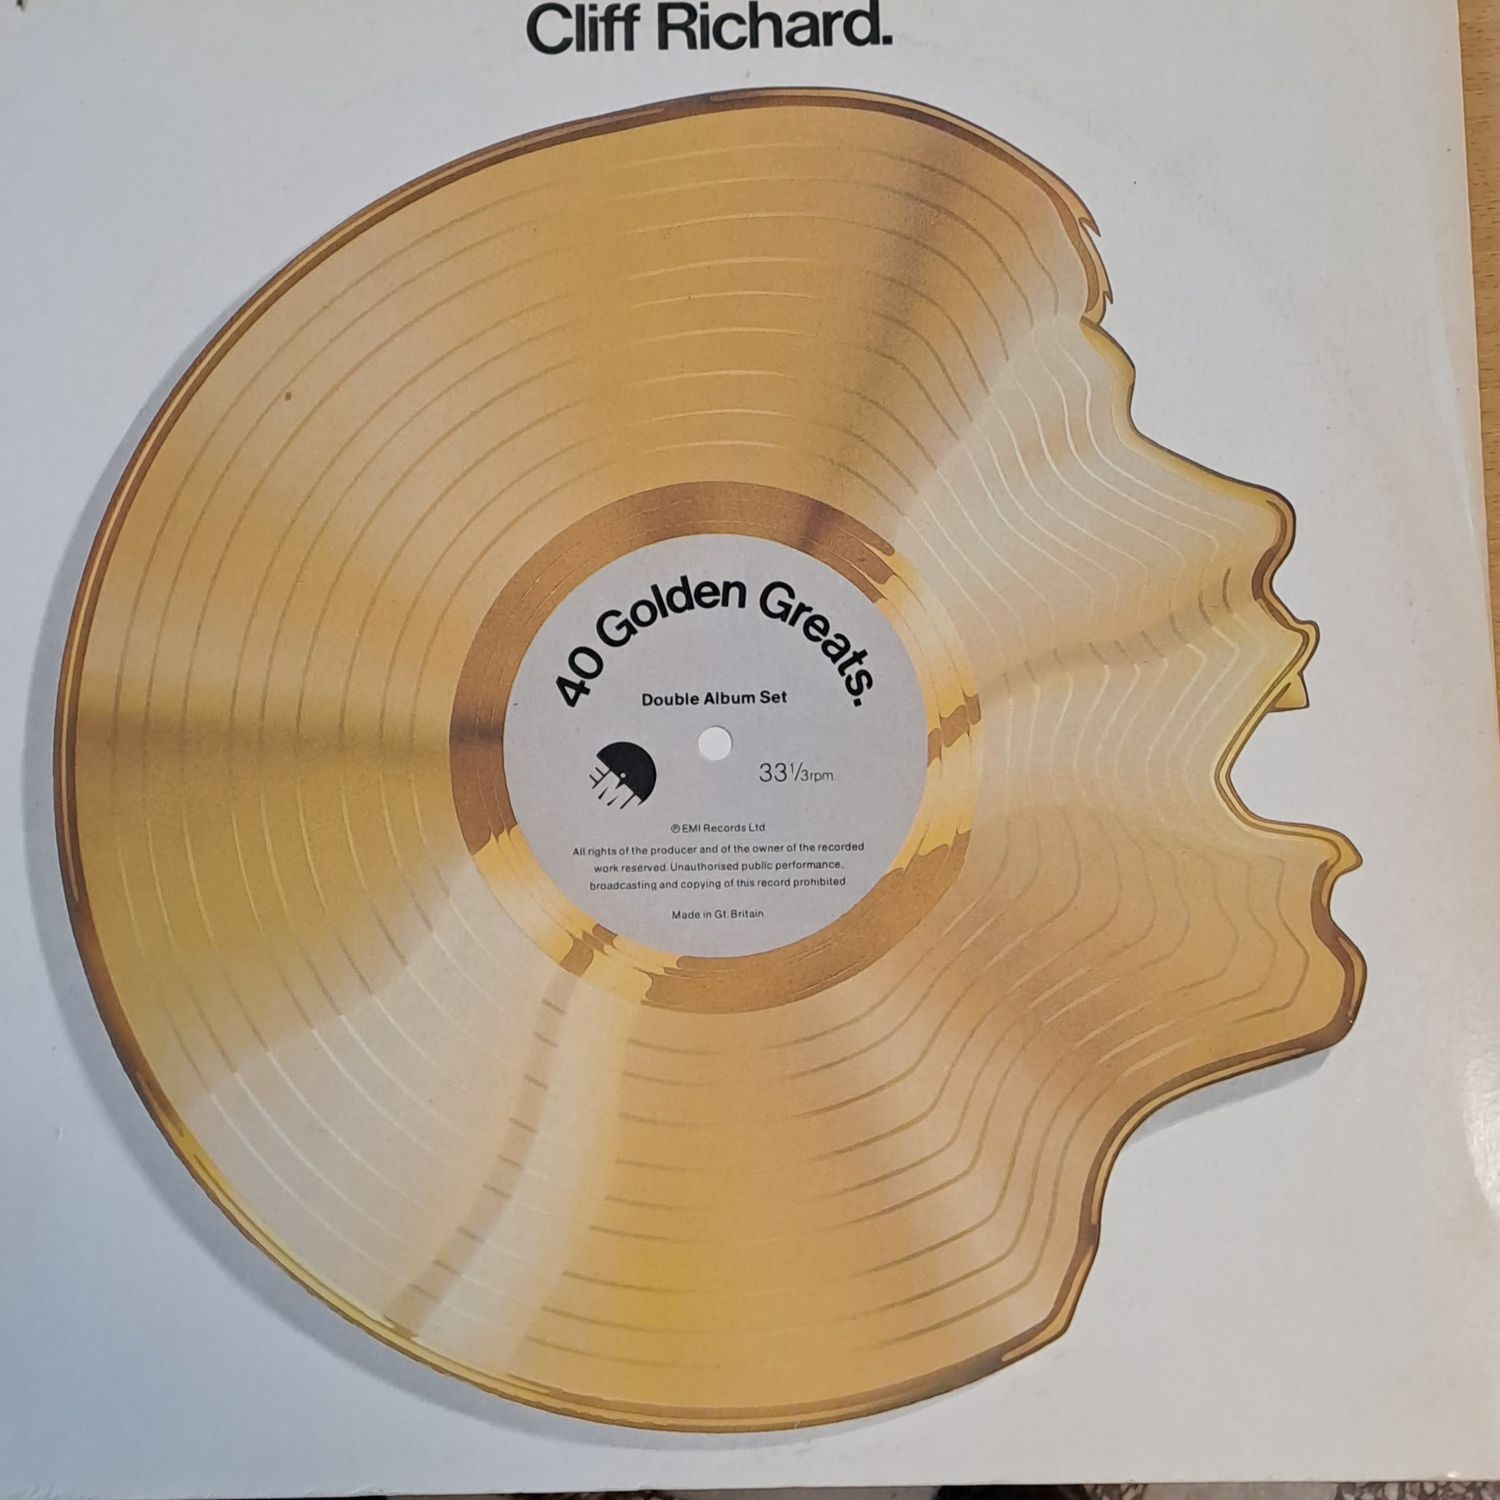 Cliff Richard.
40 Golden Greats.
Double Album Set
EMI
33⅓rpm
℗ EMI Records Ltd
All rights of the producer and of the owner of the recorded
work reserved. Unauthorised public performance,
broadcasting and copying of this record prohibited.
Made in Gt. Britain